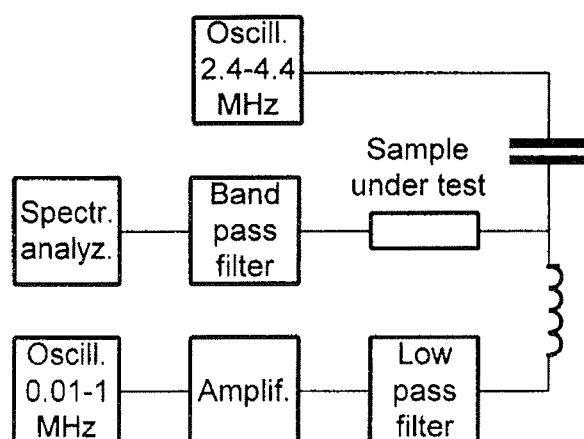 Oscill.
2.4-4.4
MHz
Sample
under test
Spectr.
analyz.
Band
pass
filter
Oscill.
0.01-1
MHz
Amplif.
Low
pass
filter